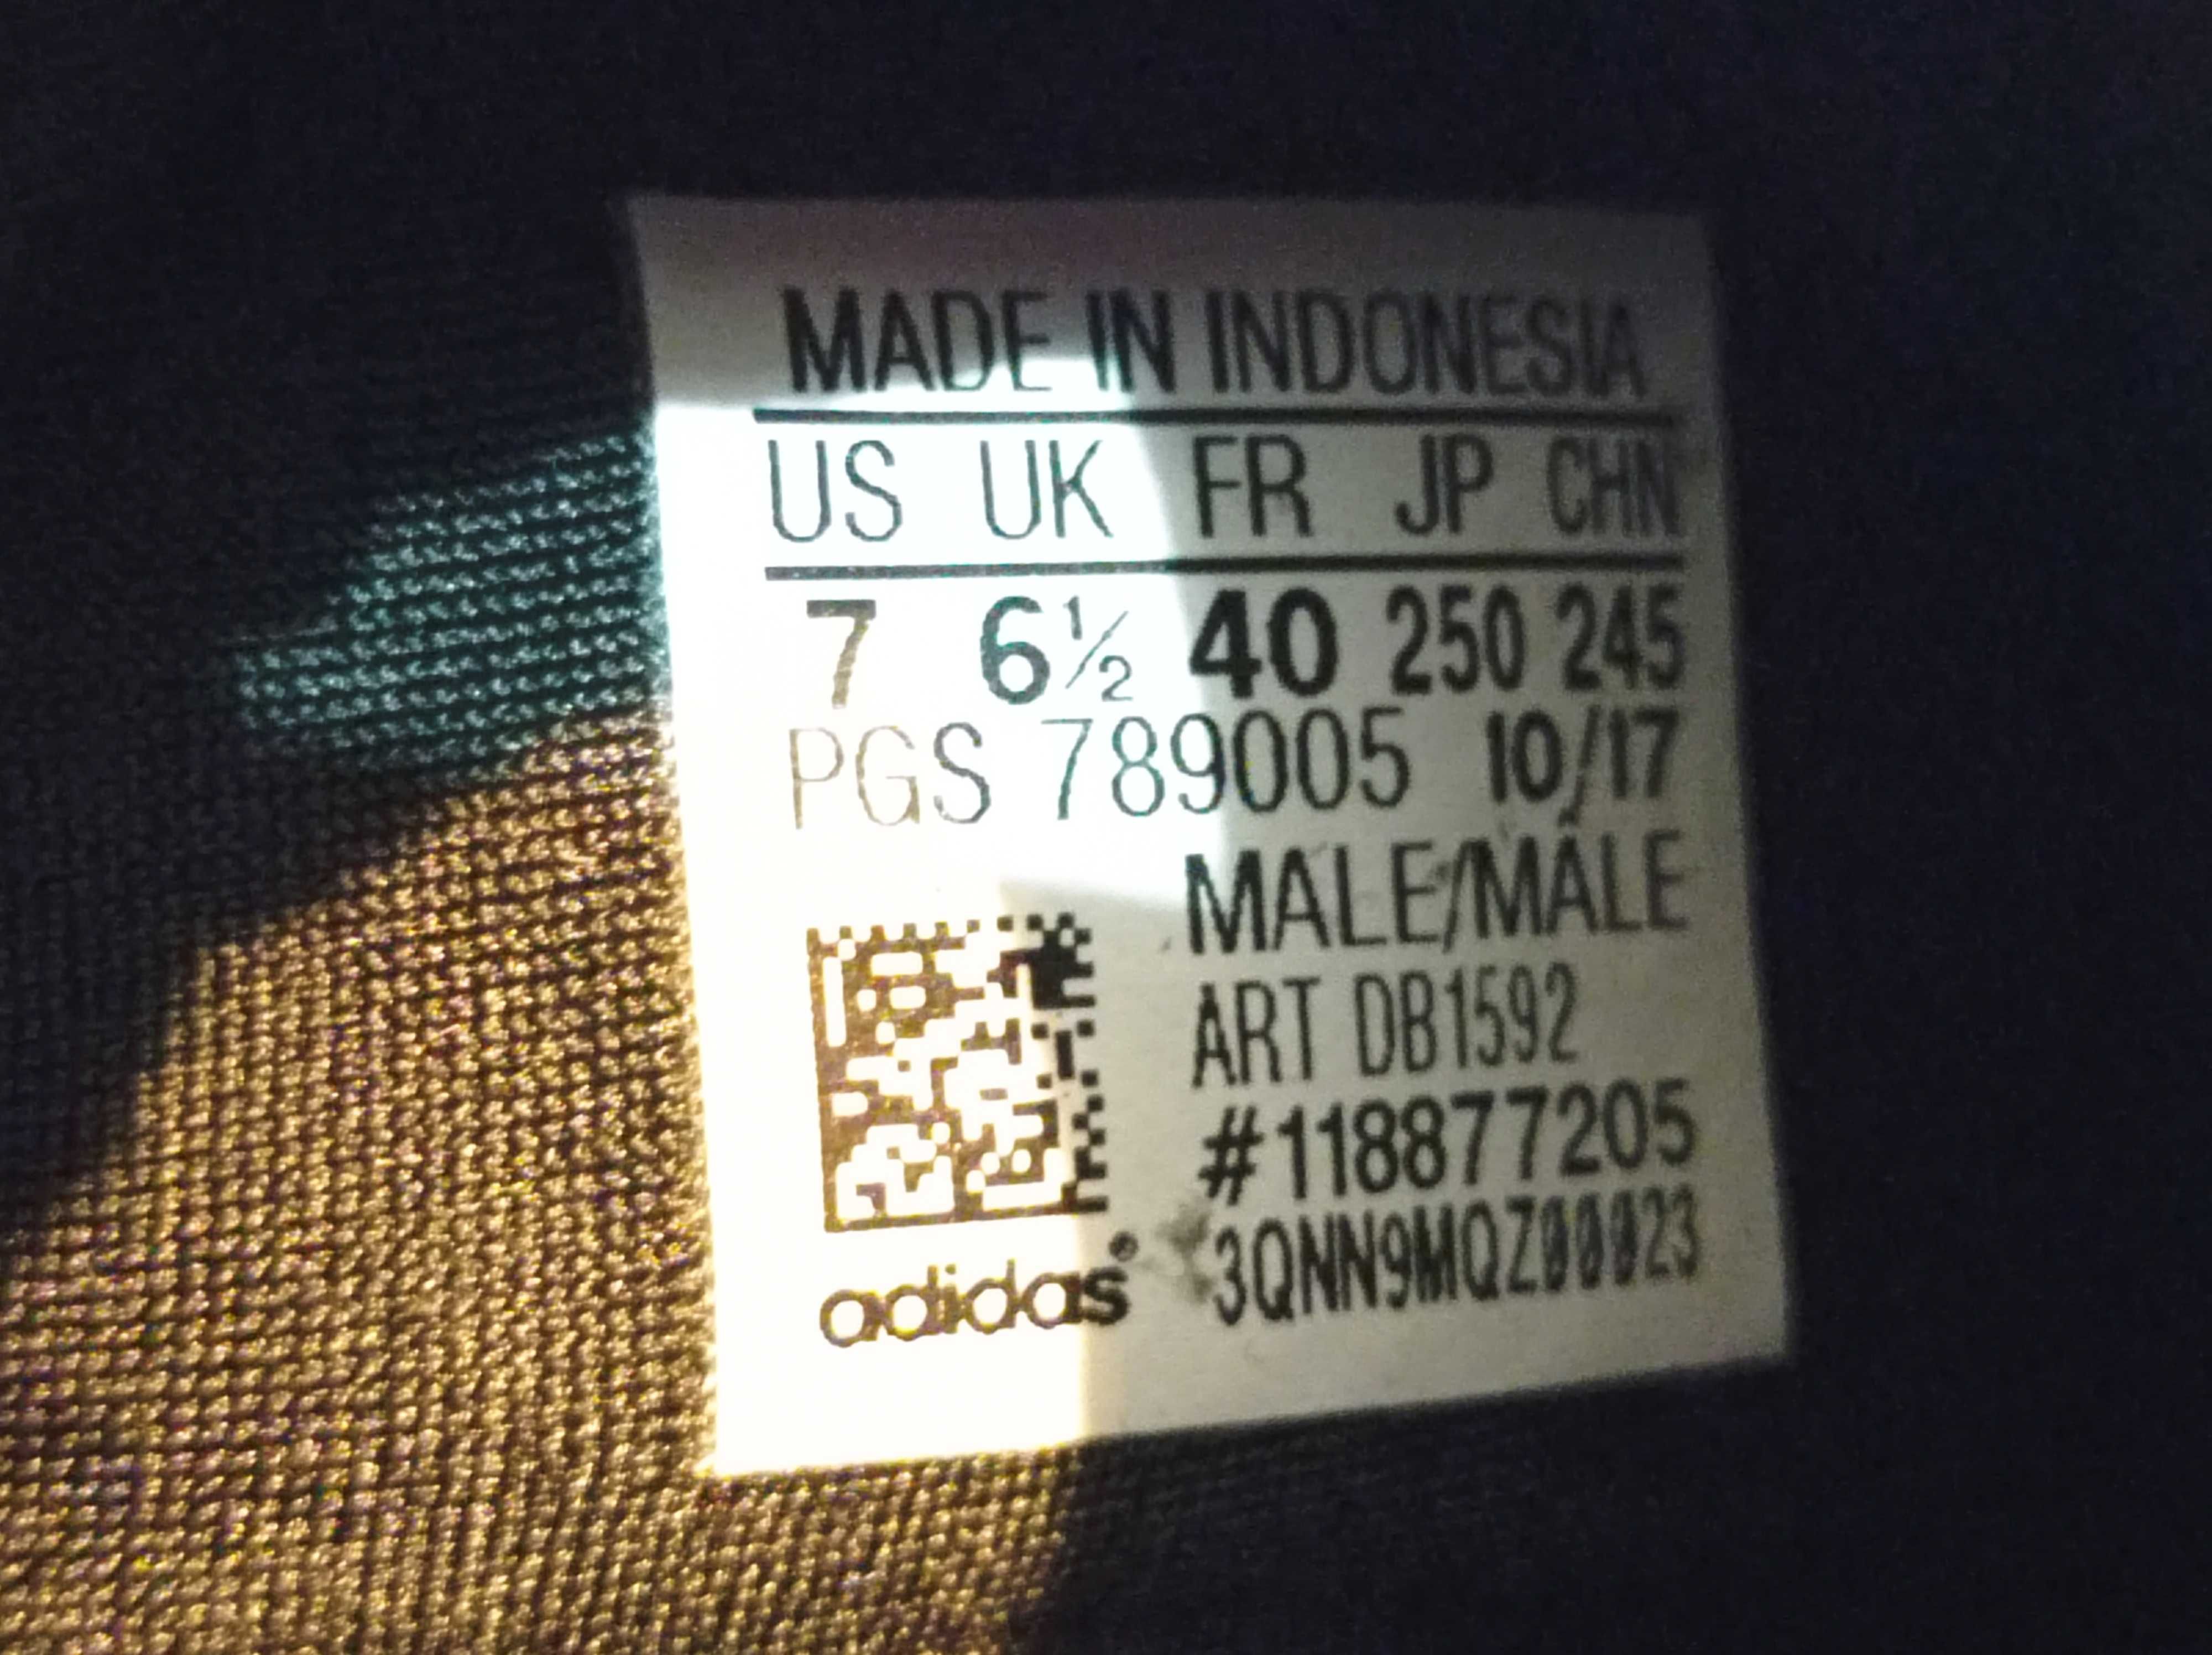 MADE IN INDONESIA
US UK FR JP CHN
7 6½ 40 250 245
PGS 789005 10/17
MALE/MÂLE
ART DB1592
#118877205
3QNN9MQZ00023
adidas®